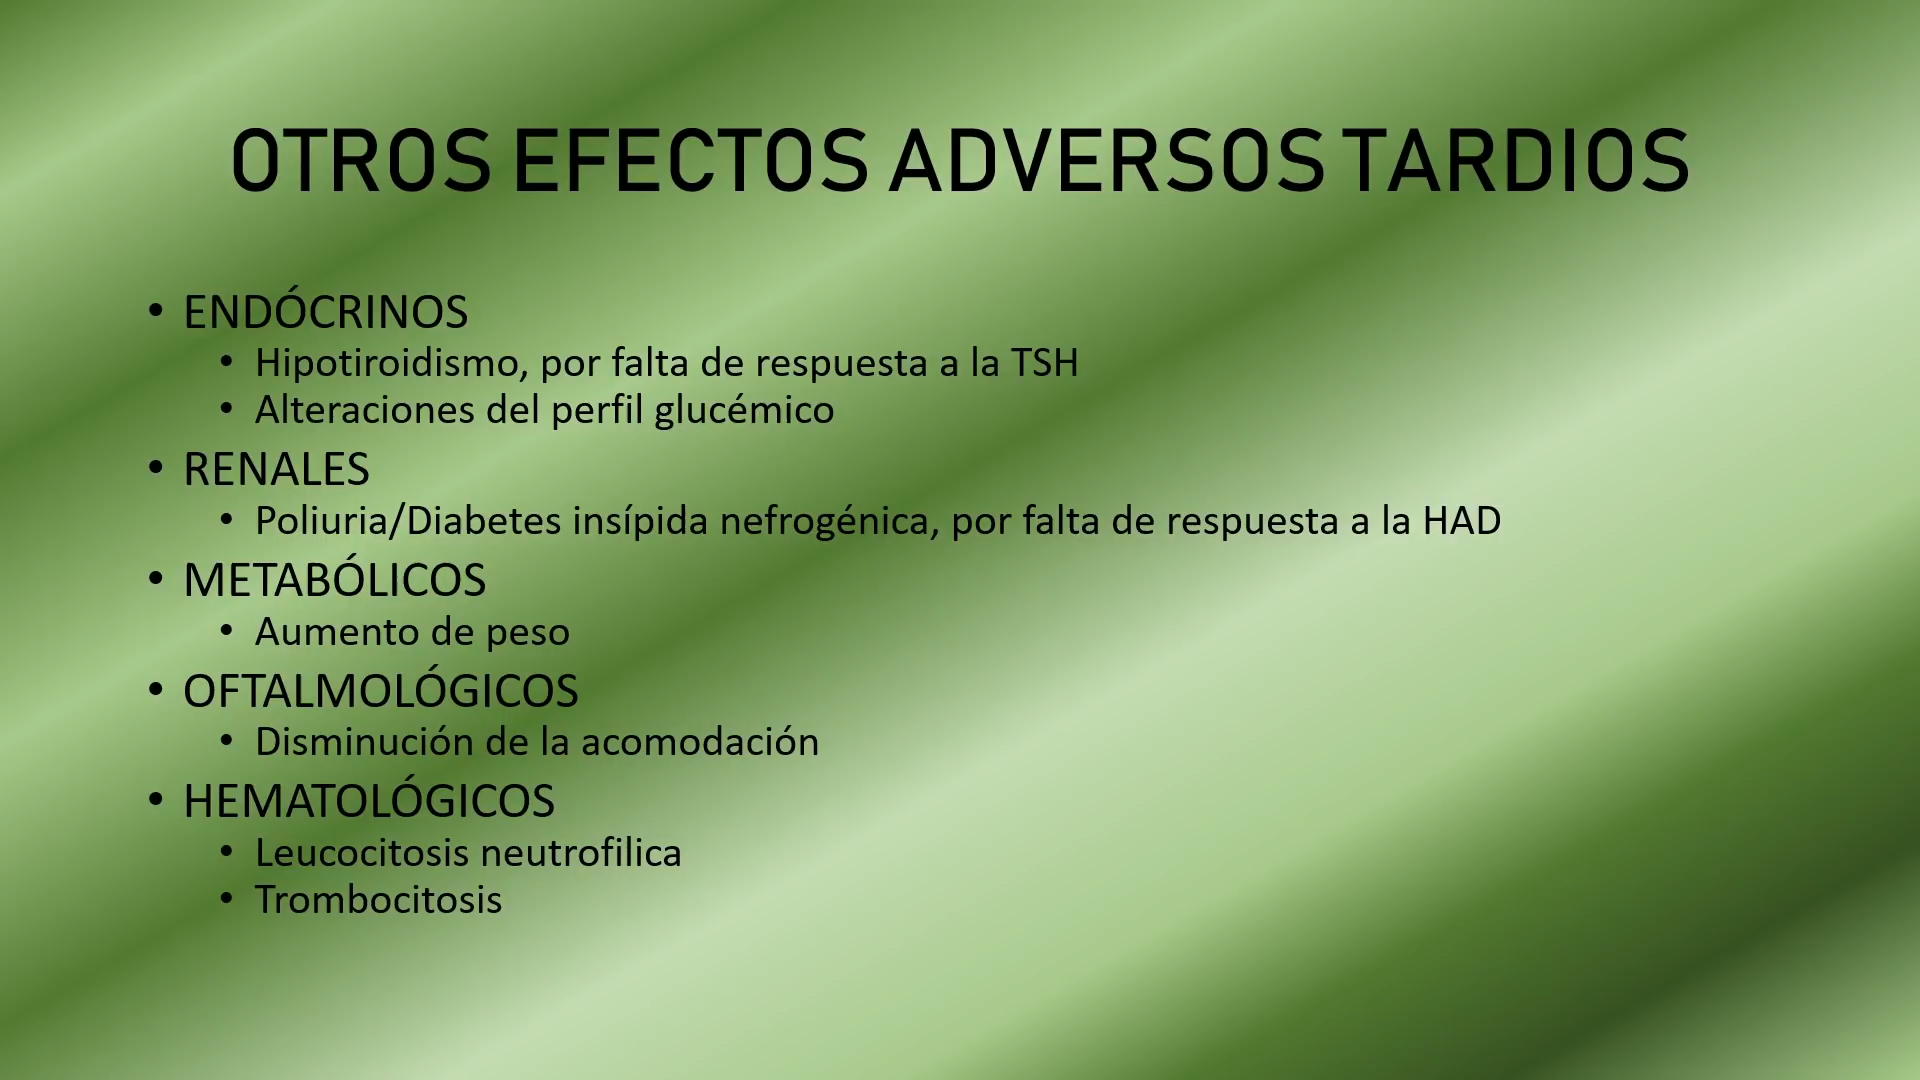 OTROS EFECTOS ADVERSOS TARDIOS
• ENDÓCRINOS
• Hipotiroidismo, por falta de respuesta a la TSH
• Alteraciones del perfil glucémico
• RENALES
• Poliuria/Diabetes insípida nefrogénica, por falta de respuesta a la HAD
• METABÓLICOS
• Aumento de peso
• OFTALMOLÓGICOS
• Disminución de la acomodación
• HEMATOLÓGICOS
• Leucocitosis neutrofilica
• Trombocitosis